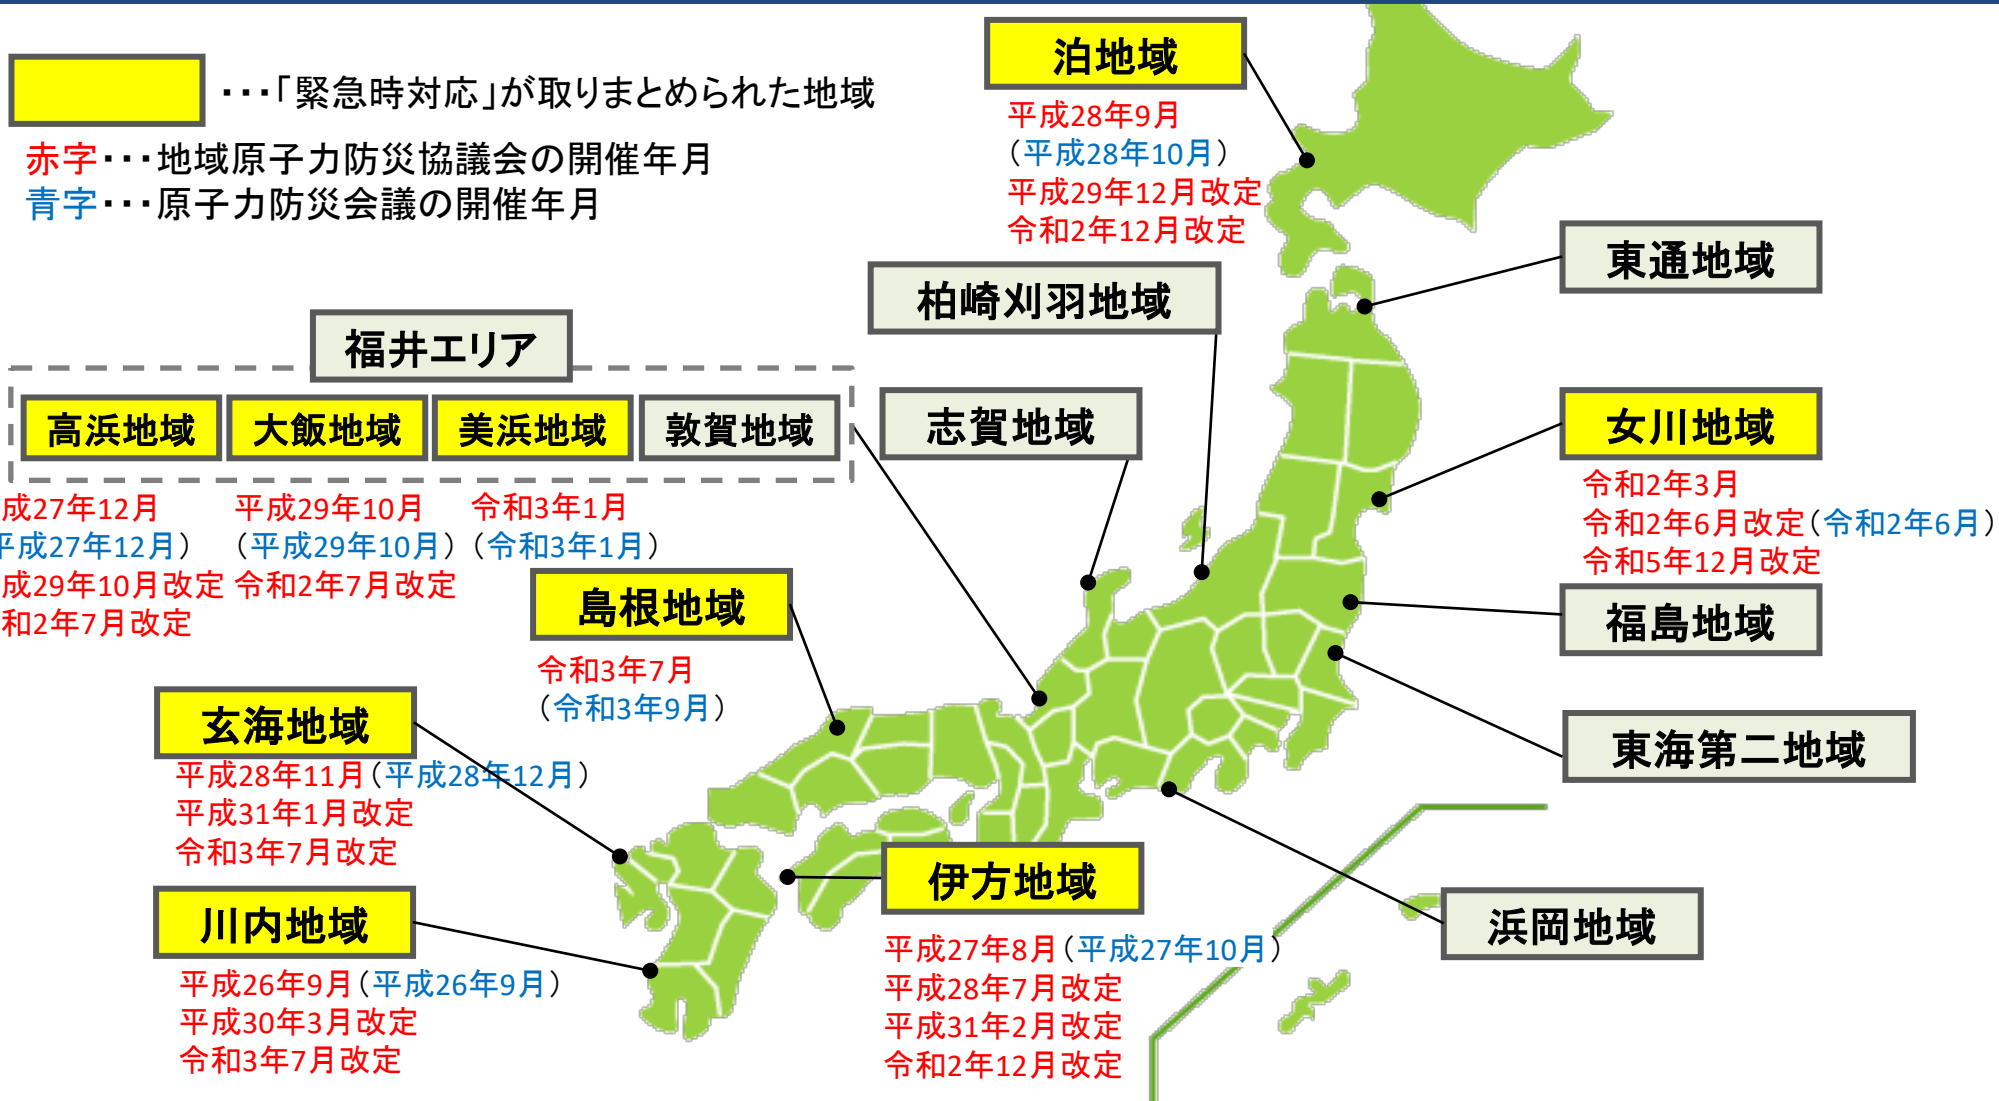 ・・・「緊急時対応」が取りまとめられた地域
赤字・・・地域原子力防災協議会の開催年月
青字・・・原子力防災会議の開催年月
泊地域
平成28年9月
（平成28年10月）
平成29年12月改定
令和2年12月改定
東通地域
柏崎刈羽地域
福井エリア
高浜地域
大飯地域
美浜地域
敦賀地域
成27年12月
平成27年12月）
成29年10月改定
和2年7月改定
平成29年10月
（平成29年10月）
令和2年7月改定
令和3年1月
（令和3年1月）
志賀地域
女川地域
令和2年3月
令和2年6月改定（令和2年6月）
令和5年12月改定
島根地域
令和3年7月
（令和3年9月）
福島地域
東海第二地域
玄海地域
平成28年11月（平成28年12月）
平成31年1月改定
令和3年7月改定
川内地域
平成26年9月（平成26年9月）
平成30年3月改定
令和3年7月改定
伊方地域
平成27年8月（平成27年10月）
平成28年7月改定
平成31年2月改定
令和2年12月改定
浜岡地域